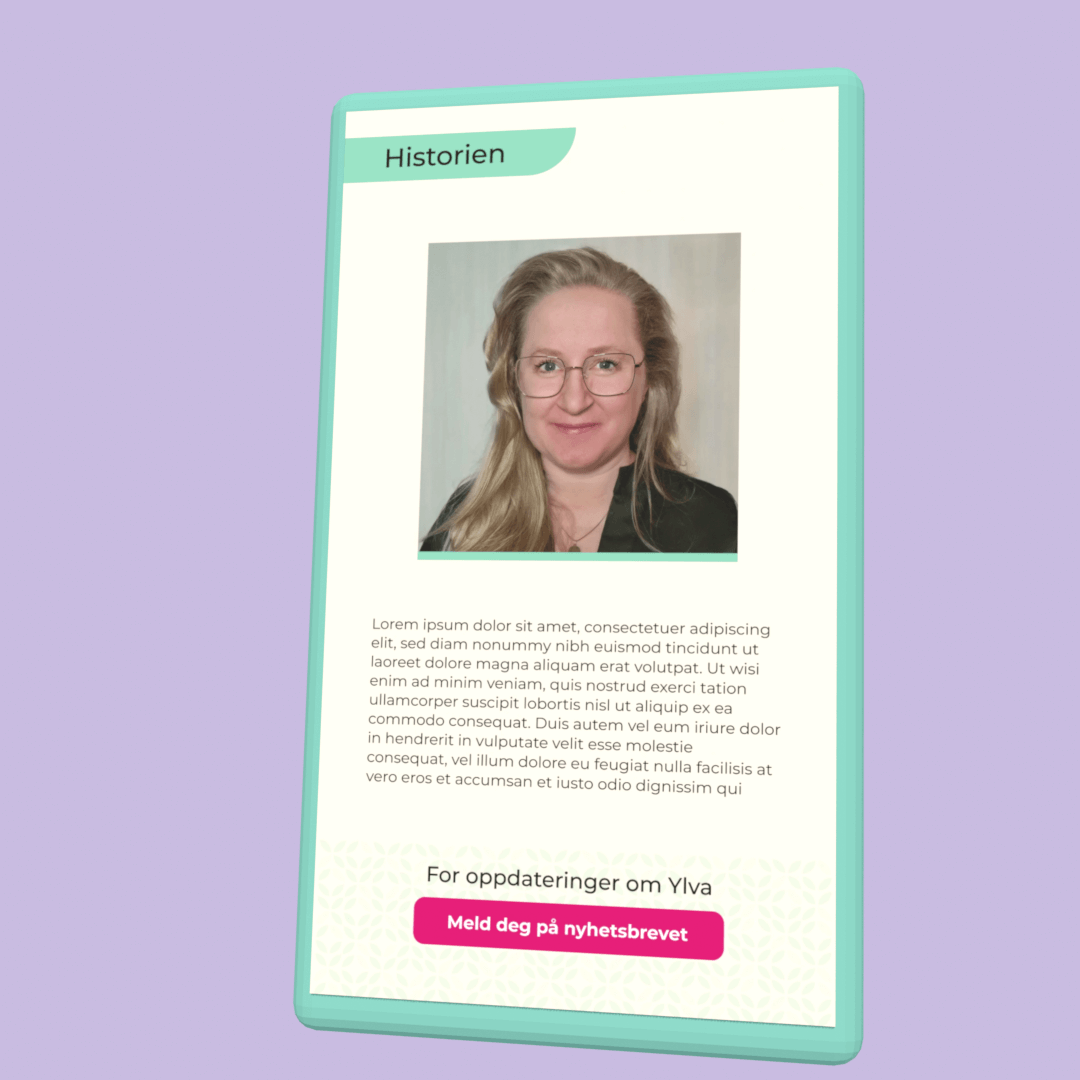 Historien
Lorem ipsum dolor sit amet, consectetuer adipiscing
elit, sed diam nonummy nibh euismod tincidunt ut
laoreet dolore magna aliquam erat volutpat. Ut wisi
enim ad minim veniam, quis nostrud exerci tation
ullamcorper suscipit lobortis nisl ut aliquip ex ea
commodo consequat. Duis autem vel eum iriure dolor
in hendrerit in vulputate velit esse molestie
consequat, vel illum dolore eu feugiat nulla facilisis at
vero eros et accumsan et iusto odio dignissim qui
For oppdateringer om Ylva
Meld deg på nyhetsbrevet